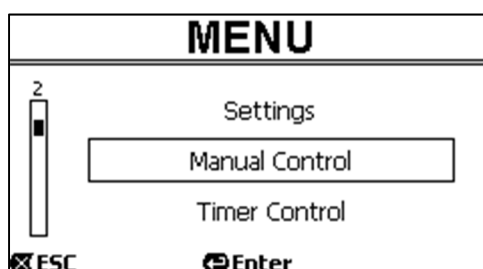 MENU
2
Settings
Manual Control
Timer Control
ESC Enter